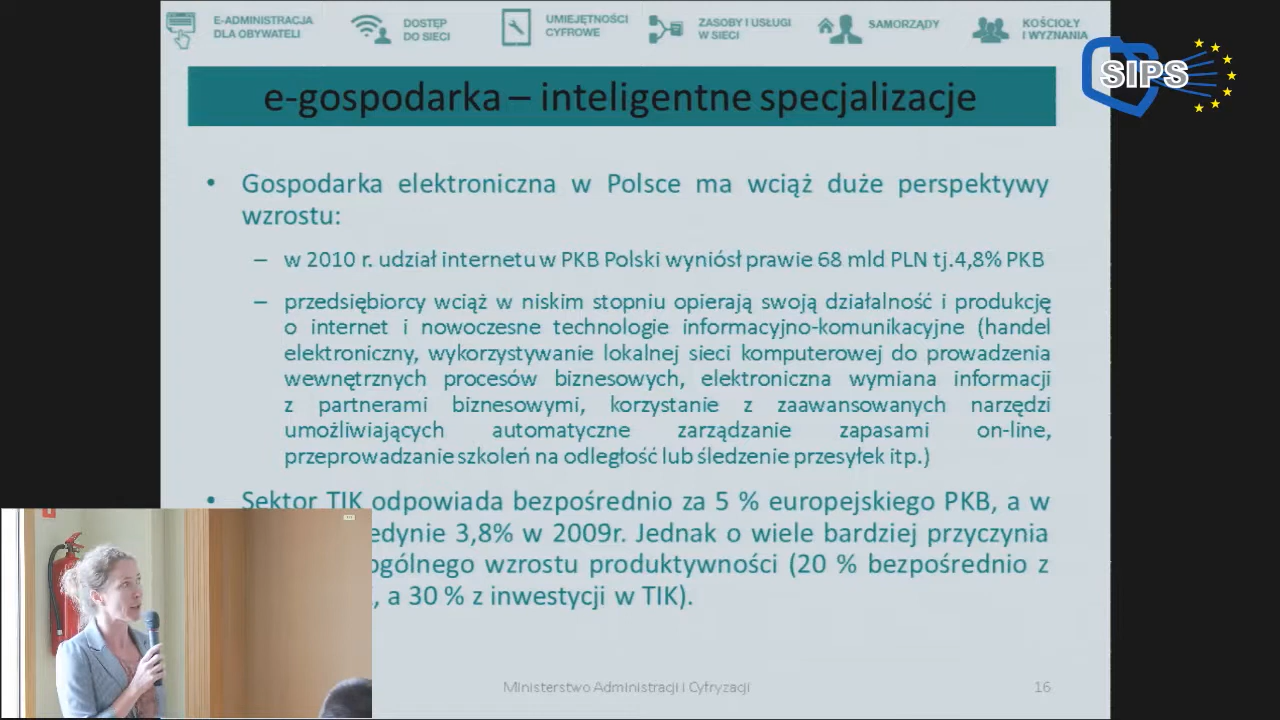 E-ADMINISTRACJA
DLA OBYWATELI
DOSTĘP
DO SIECI
UMIEJĘTNOŚCI
CYFROWE
ZASOBY I USŁUGI
W SIECI
SAMORZĄDY
KOŚCIOŁY
I WYZNANIA
SIPS
e-gospodarka – inteligentne specjalizacje
• Gospodarka elektroniczna w Polsce ma wciąż duże perspektywy
wzrostu:
– w 2010 r. udział internetu w PKB Polski wyniósł prawie 68 mld PLN tj.4,8% PKB
– przedsiębiorcy wciąż w niskim stopniu opierają swoją działalność i produkcję
o internet i nowoczesne technologie informacyjno-komunikacyjne (handel
elektroniczny, wykorzystywanie lokalnej sieci komputerowej do prowadzenia
wewnętrznych procesów biznesowych, elektroniczna wymiana informacji
z partnerami biznesowymi, korzystanie z zaawansowanych narzędzi
umożliwiających automatyczne zarządzanie zapasami on-line,
przeprowadzanie szkoleń na odległość lub śledzenie przesyłek itp.)
• Sektor TIK odpowiada bezpośrednio za 5 % europejskiego PKB, a w
edynie 3,8% w 2009r. Jednak o wiele bardziej przyczynia
ogólnego wzrostu produktywności (20 % bezpośrednio z
, a 30 % z inwestycji w TIK).
Ministerstwo Administracji i Cyfryzacji
16